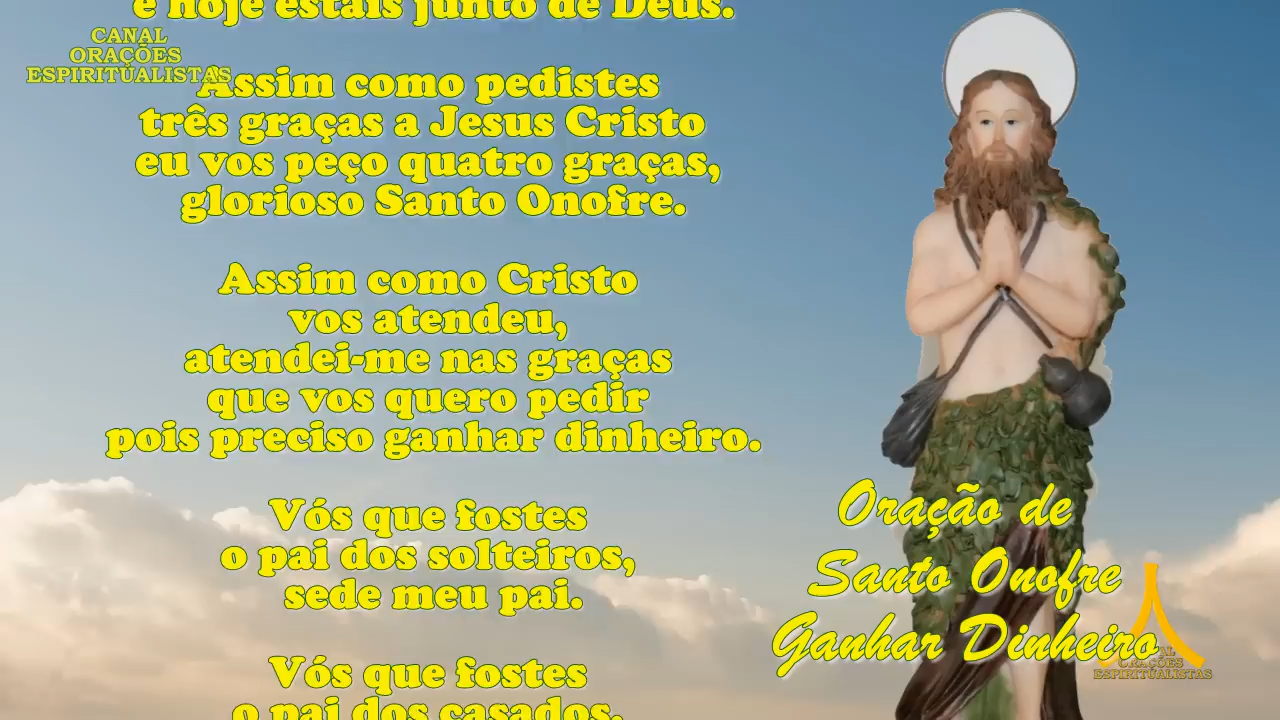 e hoje estais junto de Deus.
CANAL
ORAÇÕES
ESPIRITUALISTAS
Assim como pedistes
três graças a Jesus Cristo
eu vos peço quatro graças,
glorioso Santo Onofre.
Assim como Cristo
vos atendeu,
atendei-me nas graças
que vos quero pedir
pois preciso ganhar dinheiro.
Vós que fostes
o pai dos solteiros,
sede meu pai.
Vós que fostes
o pai dos casados,
Oração de
Santo Onofre
Ganhar Dinheiro
ORAÇÕES
ESPIRITUALISTAS